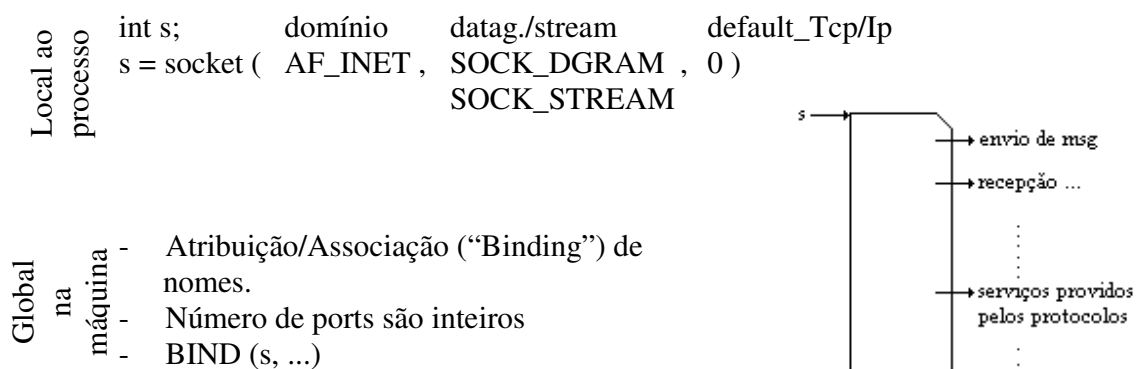 Local ao
processo
int s; domínio datag./stream default_Tcp/Ip
s = socket ( AF_INET , SOCK_DGRAM , 0 )
SOCK_STREAM
s
envio de msg
recepção ...
serviços providos
pelos protocolos
Global
na
máquina
- Atribuição/Associação (“Binding”) de
nomes.
- Número de ports são inteiros
- BIND (s, ...)